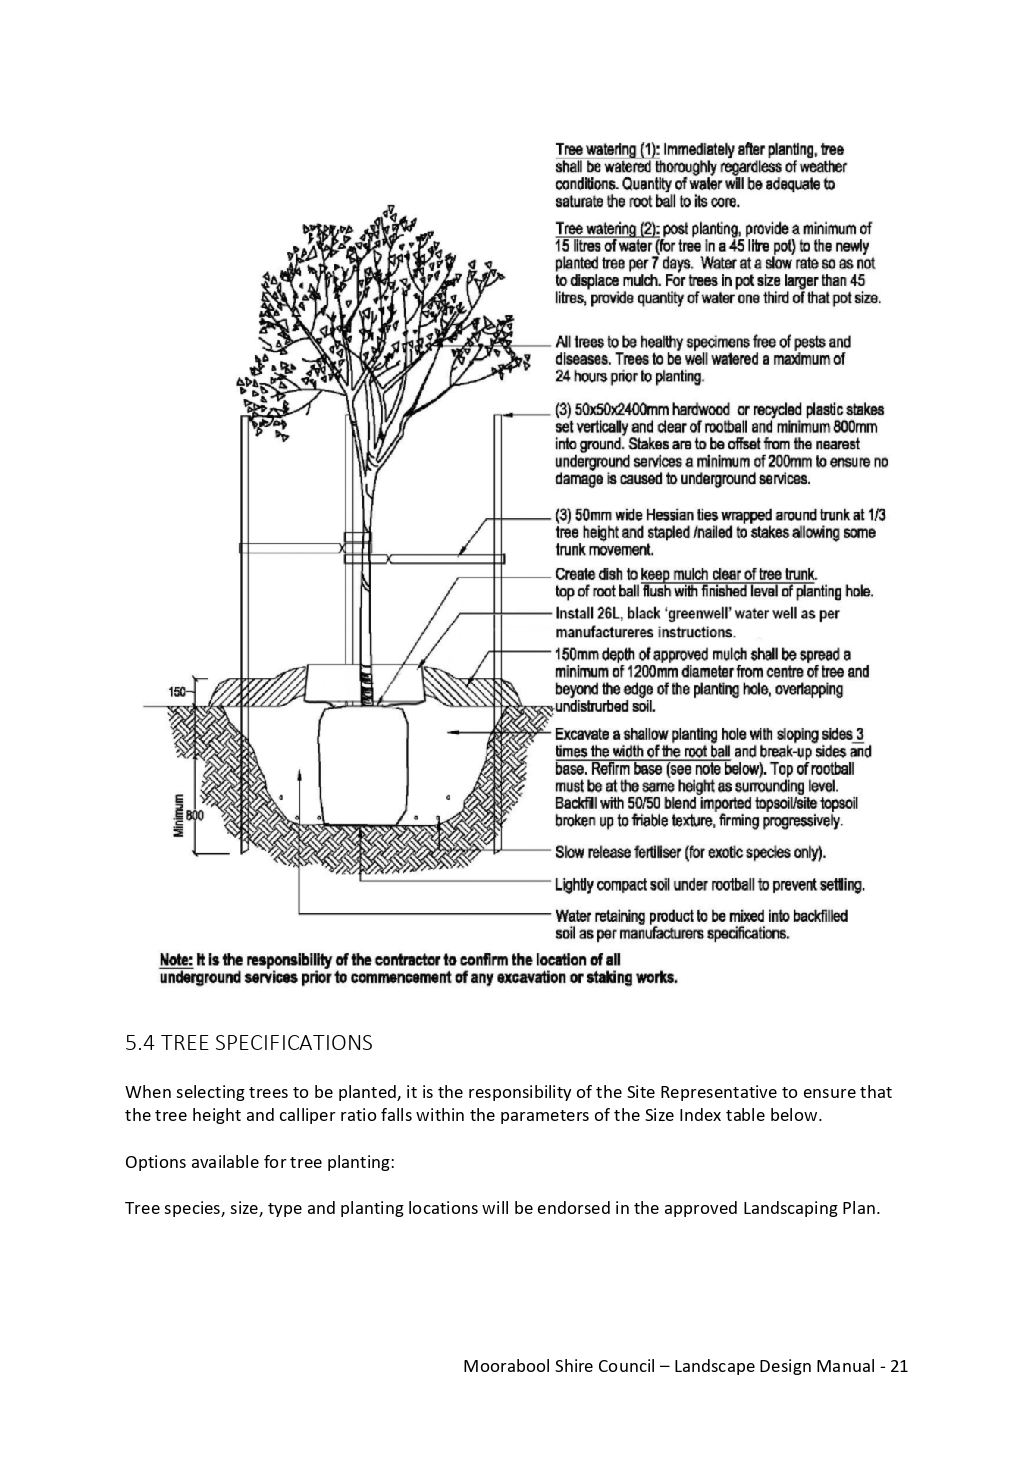 Tree watering (1): Immediately after planting, tree
shall be watered thoroughly regardless of weather
conditions. Quantity of water will be adequate to
saturate the root ball to its core.
Tree watering (2): post planting, provide a minimum of
15 litres of water (for tree in a 45 litre pot) to the newly
planted tree per 7 days. Water at a slow rate so as not
to displace mulch. For trees in pot size larger than 45
litres, provide quantity of water one third of that pot size.
All trees to be healthy specimens free of pests and
diseases. Trees to be well watered a maximum of
24 hours prior to planting.
(3) 50x50x2400mm hardwood or recycled plastic stakes
set vertically and clear of rootball and minimum 800mm
into ground. Stakes are to be offset from the nearest
underground services a minimum of 200mm to ensure no
damage is caused to underground services.
(3) 50mm wide Hessian ties wrapped around trunk at 1/3
tree height and stapled /nailed to stakes allowing some
trunk movement.
Create dish to keep mulch clear of tree trunk.
top of root ball flush with finished level of planting hole.
Install 26L, black 'greenwell' water well as per
manufactureres instructions.
150mm depth of approved mulch shall be spread a
minimum of 1200mm diameter from centre of tree and
beyond the edge of the planting hole, overlapping
undistrurbed soil.
150
Excavate a shallow planting hole with sloping sides 3
times the width of the root ball and break-up sides and
base. Refirm base (see note below). Top of rootball
must be at the same height as surrounding level.
Backfill with 50/50 blend imported topsoil/site topsoil
broken up to friable texture, firming progressively.
Minimum
800
Slow release fertiliser (for exotic species only).
Lightly compact soil under rootball to prevent settling.
Water retaining product to be mixed into backfilled
soil as per manufacturers specifications.
Note: It is the responsibility of the contractor to confirm the location of all
underground services prior to commencement of any excavation or staking works.
5.4 TREE SPECIFICATIONS
When selecting trees to be planted, it is the responsibility of the Site Representative to ensure that
the tree height and calliper ratio falls within the parameters of the Size Index table below.
Options available for tree planting:
Tree species, size, type and planting locations will be endorsed in the approved Landscaping Plan.
Moorabool Shire Council – Landscape Design Manual - 21